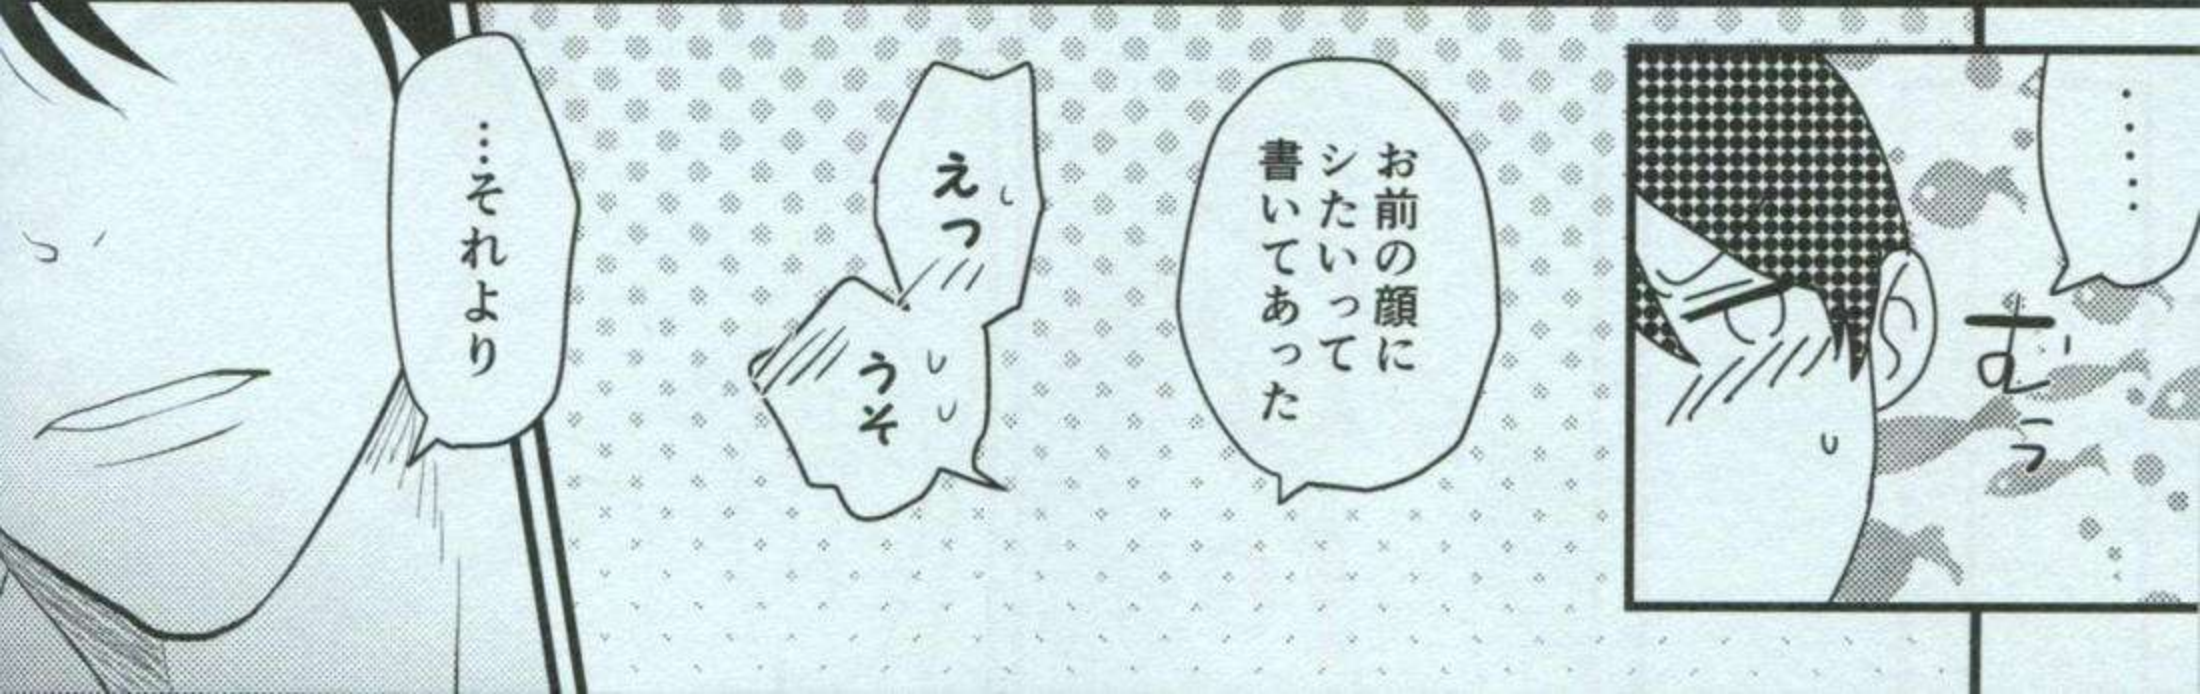 ……
むぅ
お前の顔に
シたいって
書いてあった
えっ
うそ
…それより